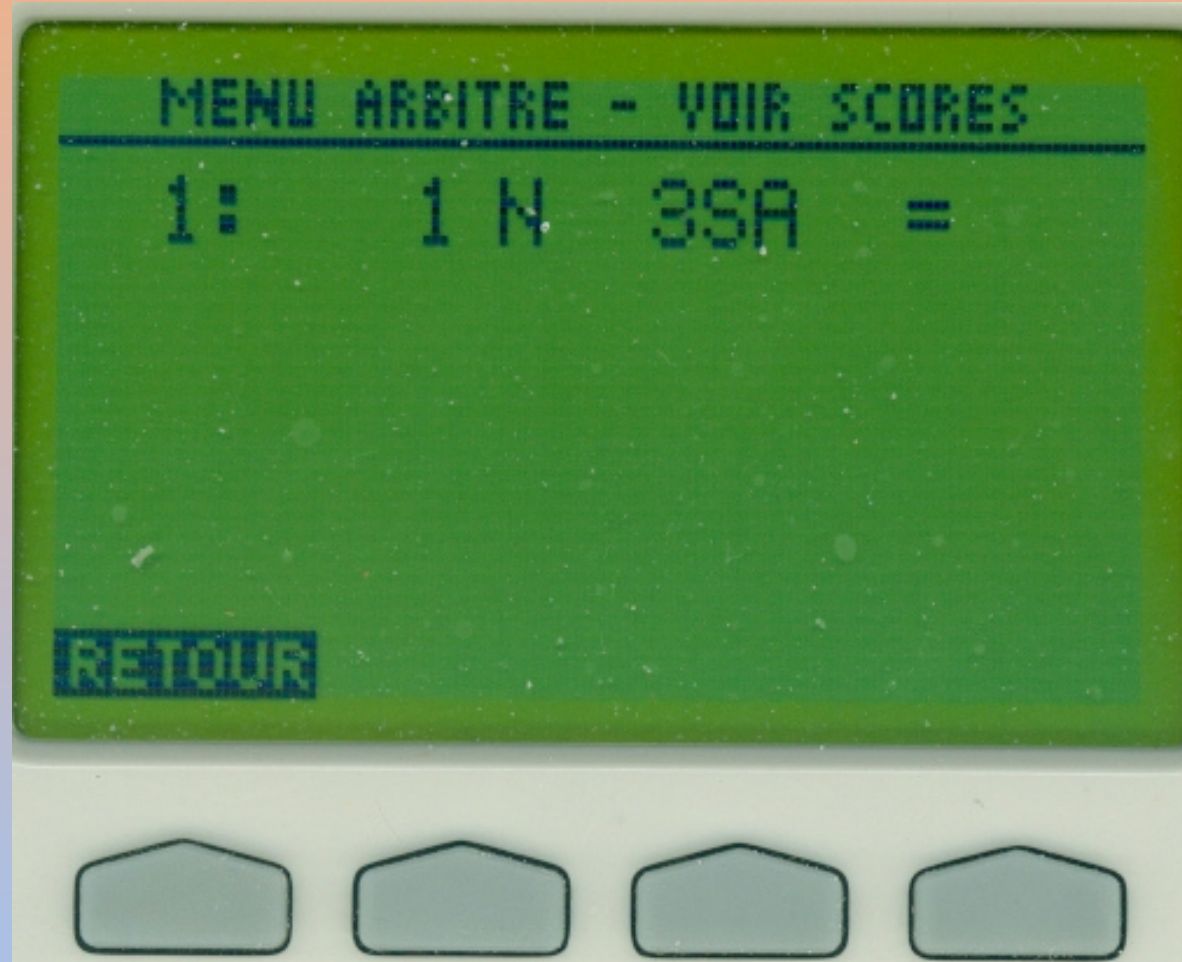 MENU ARBITRE - VOIR SCORES
1: 1 N 3SA =
RETOUR